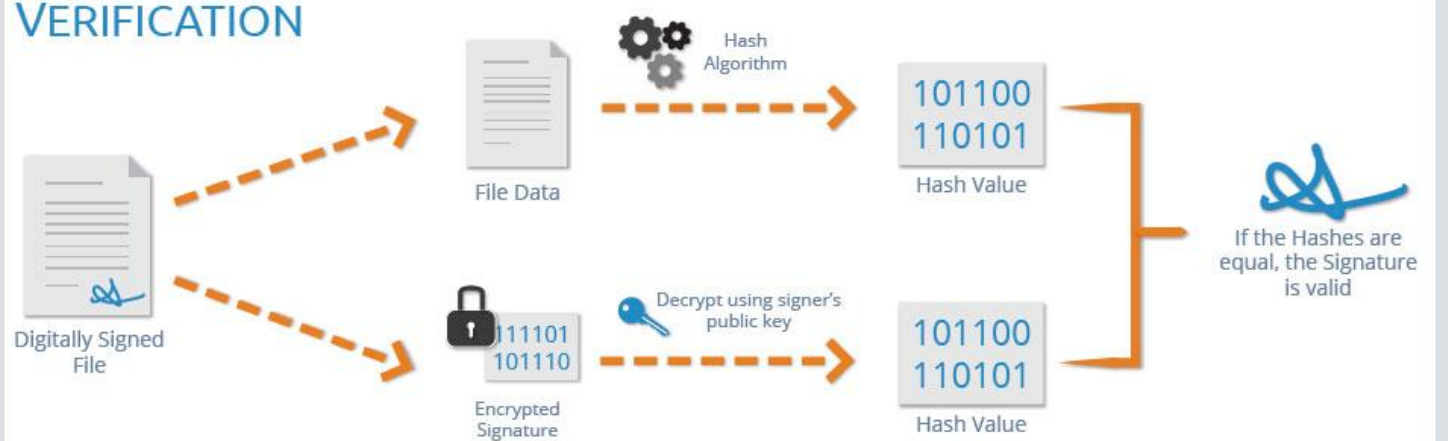 VERIFICATION
Hash
Algorithm
File Data
101100
110101
Hash Value
Digitally Signed
File
111101
101110
Encrypted
Signature
Decrypt using signer's
public key
101100
110101
Hash Value
If the Hashes are
equal, the Signature
is valid